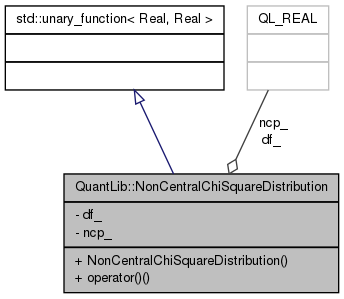 std::unary_function< Real, Real >
QL_REAL
ncp_
df_
QuantLib::NonCentralChiSquareDistribution
- df_
- ncp_
+ NonCentralChiSquareDistribution()
+ operator()()